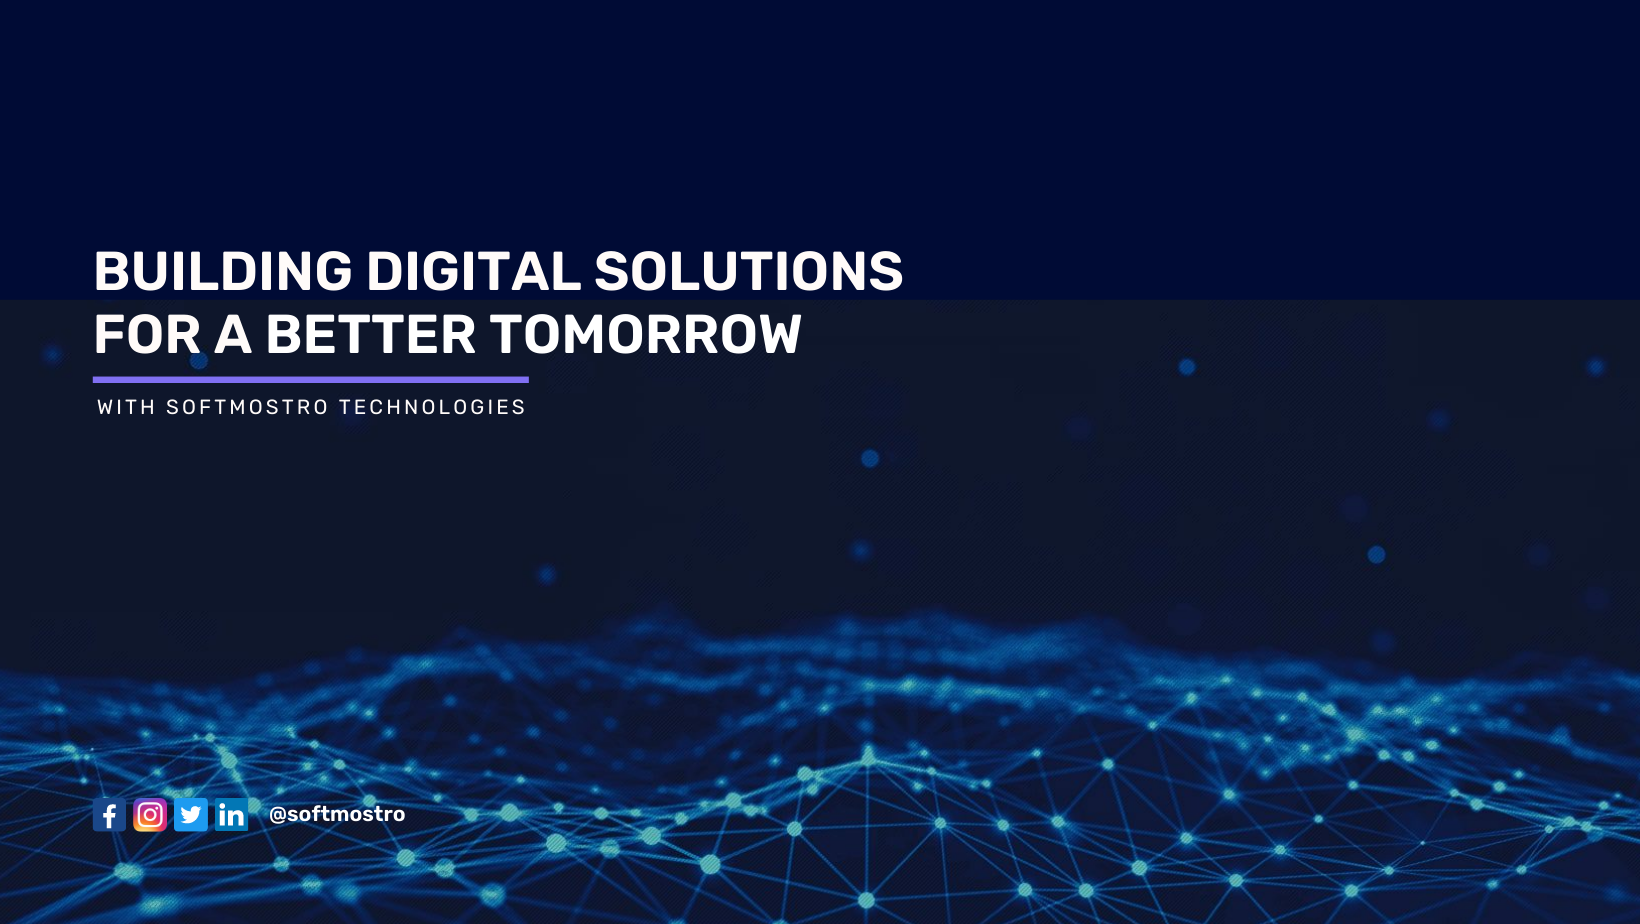 BUILDING DIGITAL SOLUTIONS
FOR A BETTER TOMORROW
WITH SOFTMOSTRO TECHNOLOGIES
@softmostro